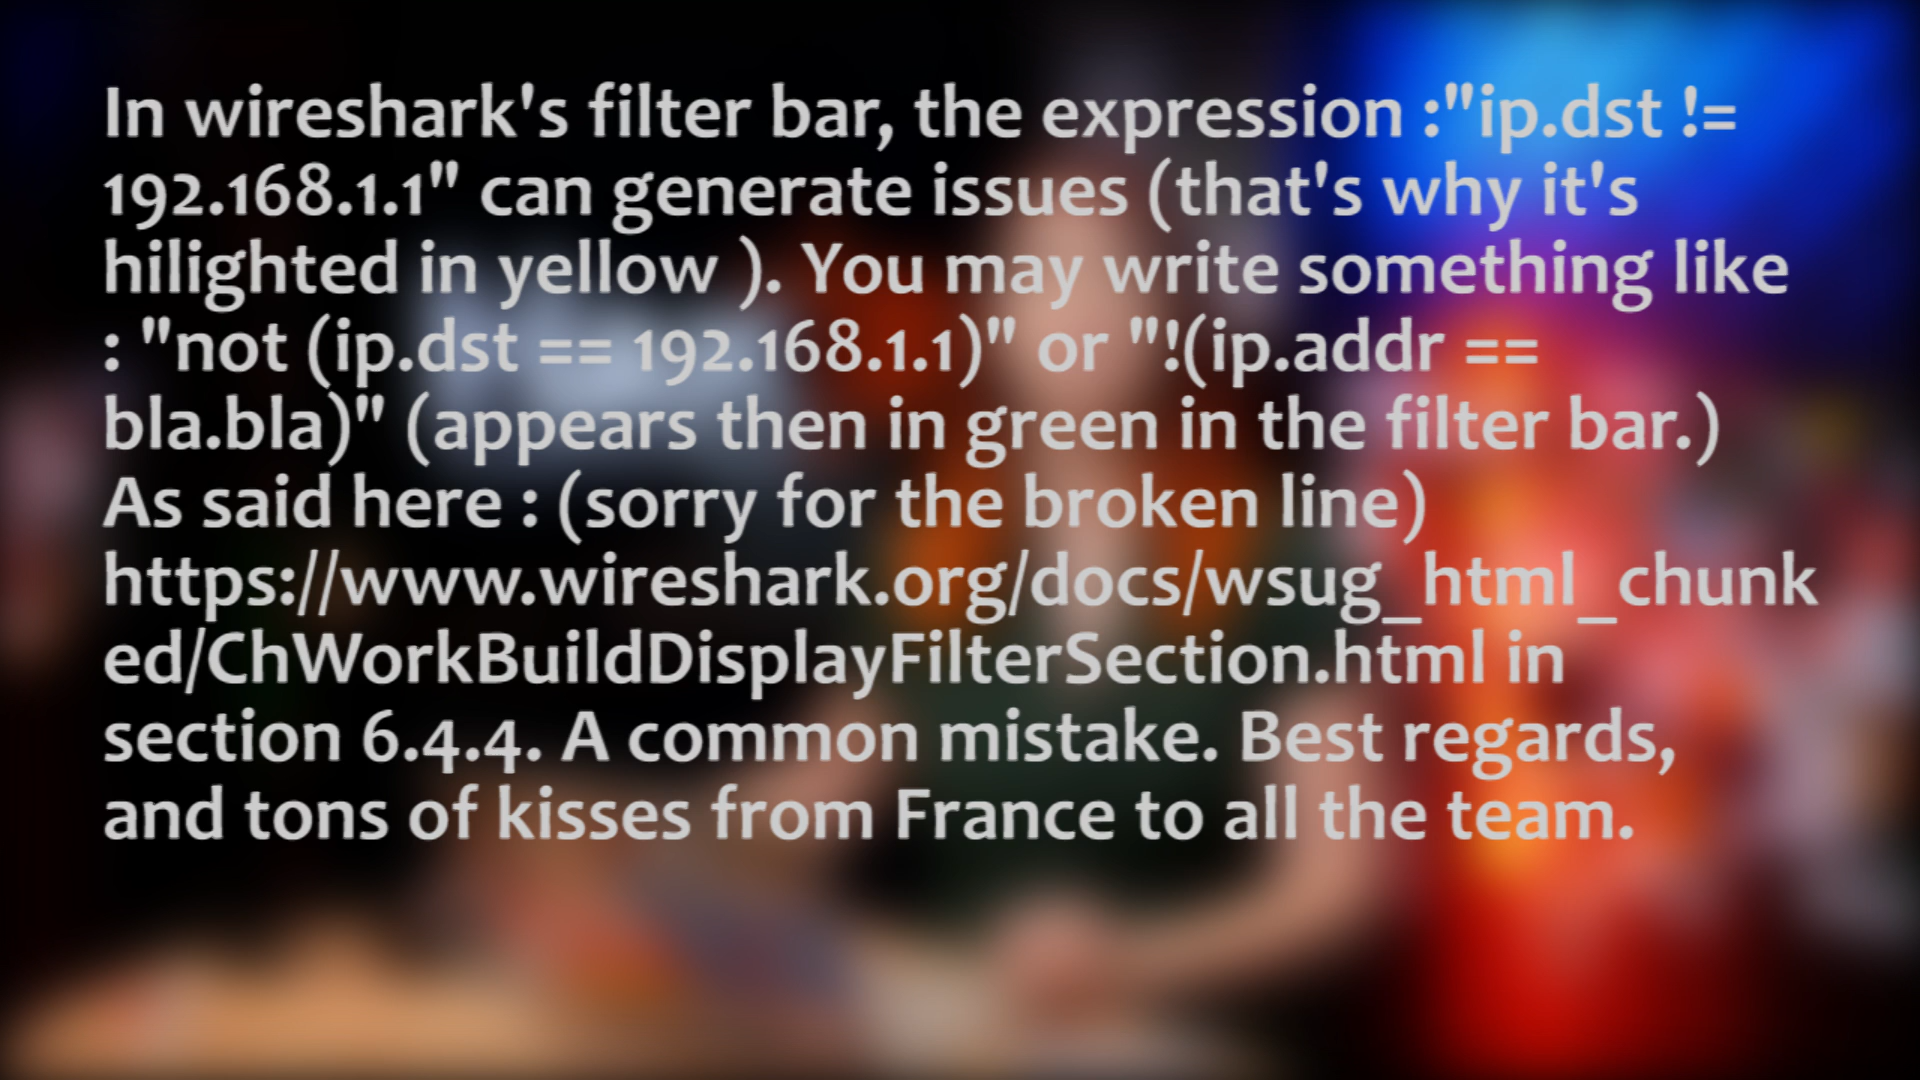 In wireshark's filter bar, the expression :"ip.dst !=
192.168.1.1" can generate issues (that's why it's
hilighted in yellow ). You may write something like
: "not (ip.dst == 192.168.1.1)" or "!(ip.addr ==
bla.bla)" (appears then in green in the filter bar.)
As said here : (sorry for the broken line)
https://www.wireshark.org/docs/wsug_html_chunk
ed/ChWorkBuildDisplayFilterSection.html in
section 6.4.4. A common mistake. Best regards,
and tons of kisses from France to all the team.